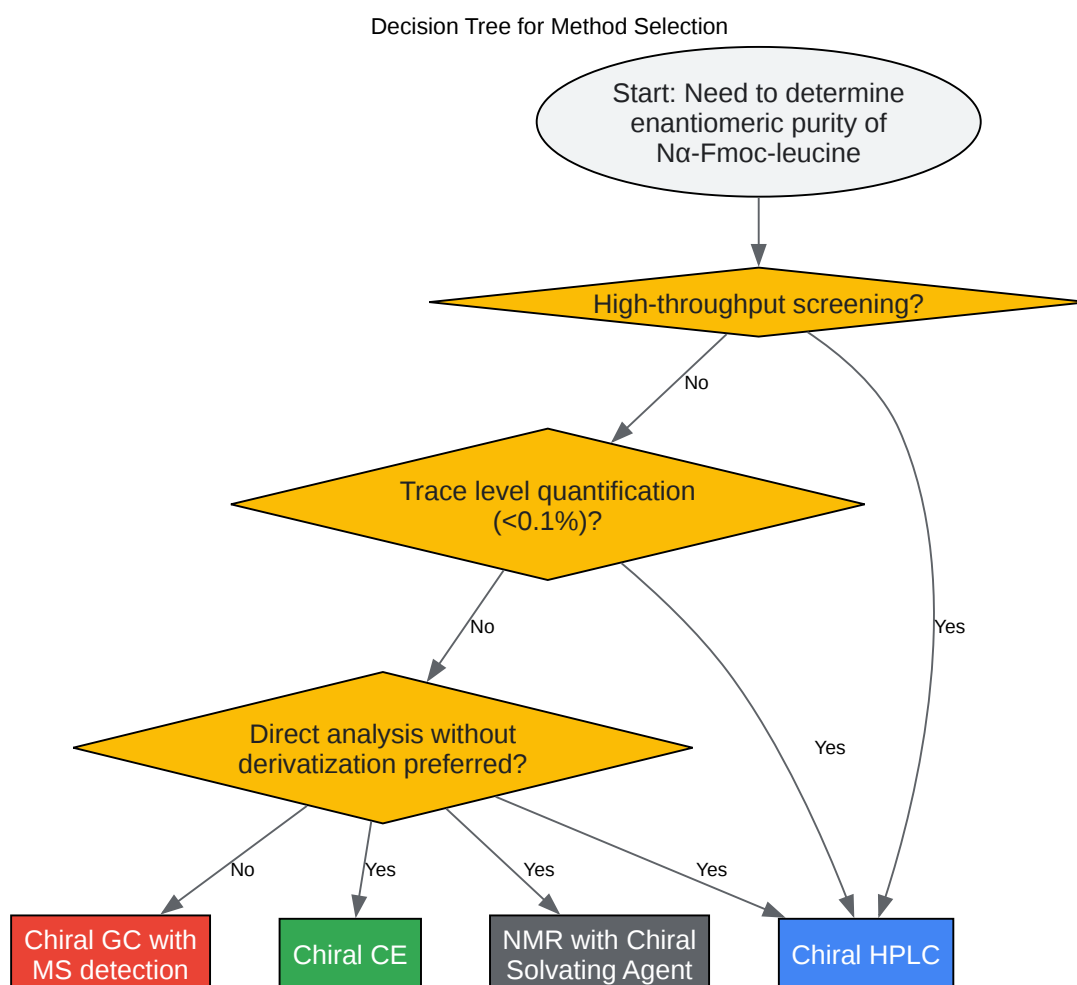 Decision Tree for Method Selection
Start: Need to determine
enantiomeric purity of
Nα-Fmoc-leucine
High-throughput screening?
No
Trace level quantification
(<0.1%)?
No
Yes
Yes
Direct analysis without
derivatization preferred?
No
Yes
Yes
Yes
Chiral GC with
MS detection
Chiral CE
NMR with Chiral
Solvating Agent
Chiral HPLC